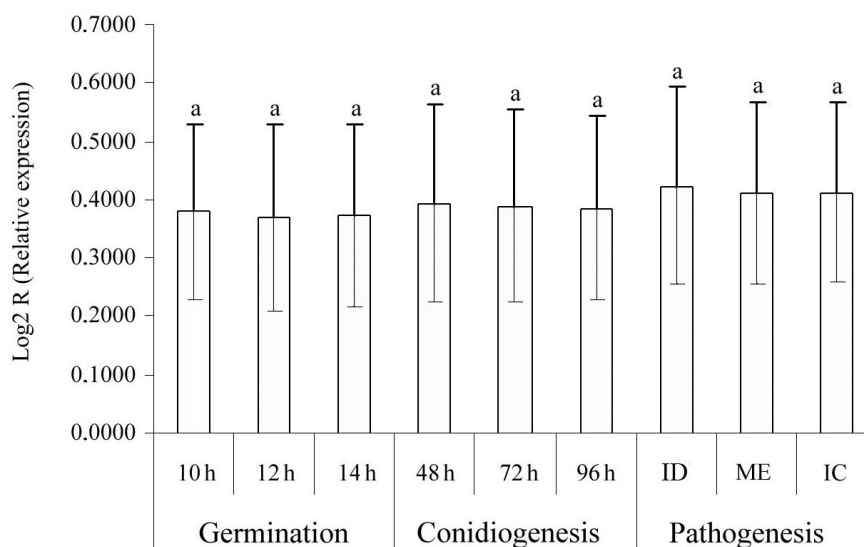 0.7000
0.6000
0.5000
0.4000
0.3000
0.2000
0.1000
0.0000
Log2 R (Relative expression)
a a a a a a a a a
10 h 12 h 14 h 48 h 72 h 96 h ID ME IC
Germination Conidiogenesis Pathogenesis